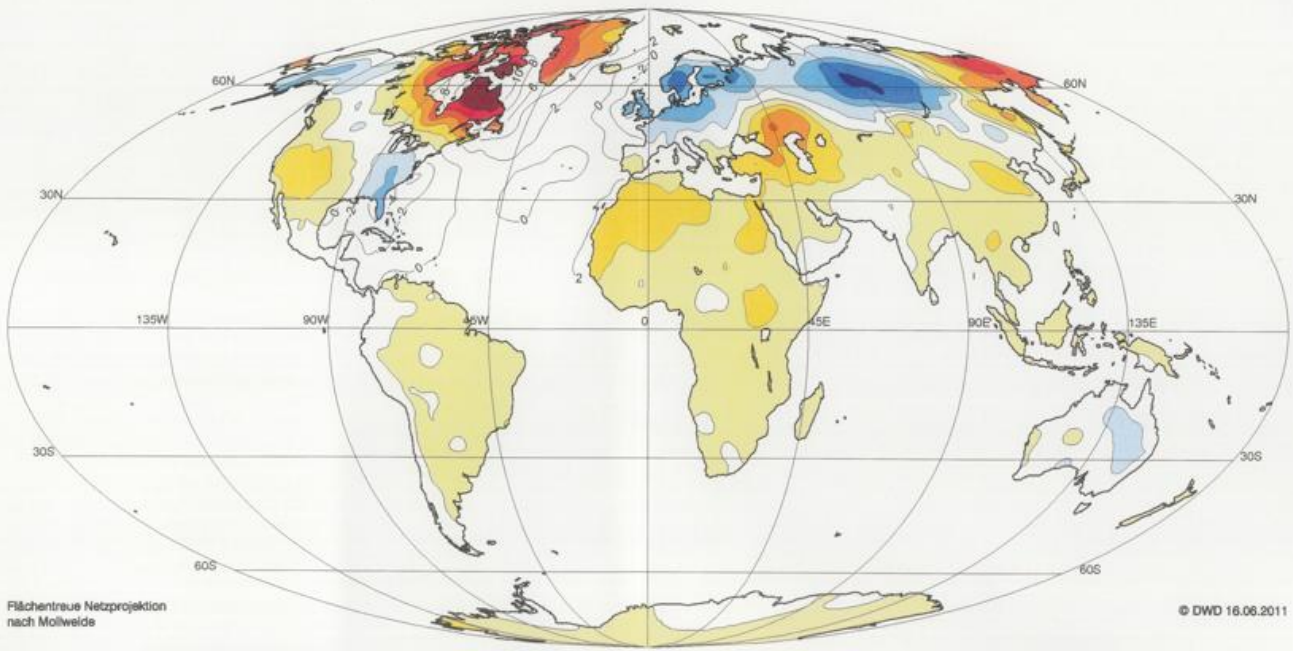 60N
60N
30N
30N
135W
90W
45W
0
45E
90E
135E
30S
30S
60S
60S
Flächentreue Netzprojektion
nach Mollweide
© DWD 16.06.2011